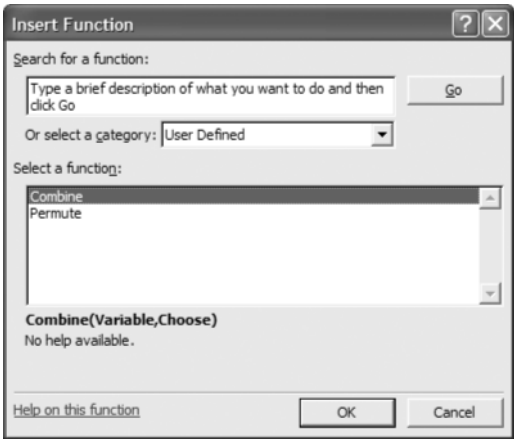 Insert Function
Search for a function:
Type a brief description of what you want to do and then
click Go
Go
Or select a category: User Defined
Select a function:
Combine
Permute
Combine(Variable,Choose)
No help available.
Help on this function
OK
Cancel